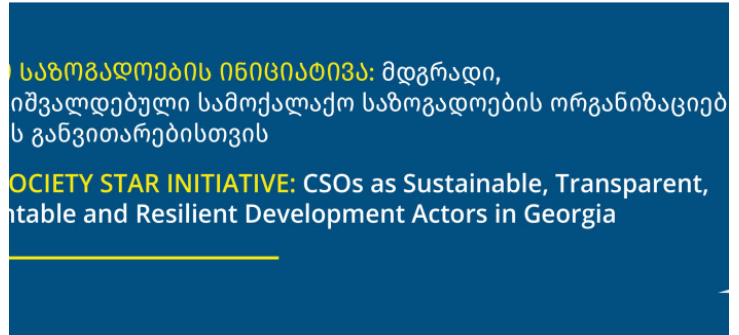 ᲡᲐᲖᲝᲒᲐᲓᲝᲔᲑᲘᲡ ᲘᲜᲘᲪᲘᲐᲢᲘᲕᲐ: მდგრადი,
იშვალდებული სამოქალაქო საზოგადოების ორგანიზაციებ
ს განვითარებისთვის
OCIETY STAR INITIATIVE: CSOs as Sustainable, Transparent,
ntable and Resilient Development Actors in Georgia